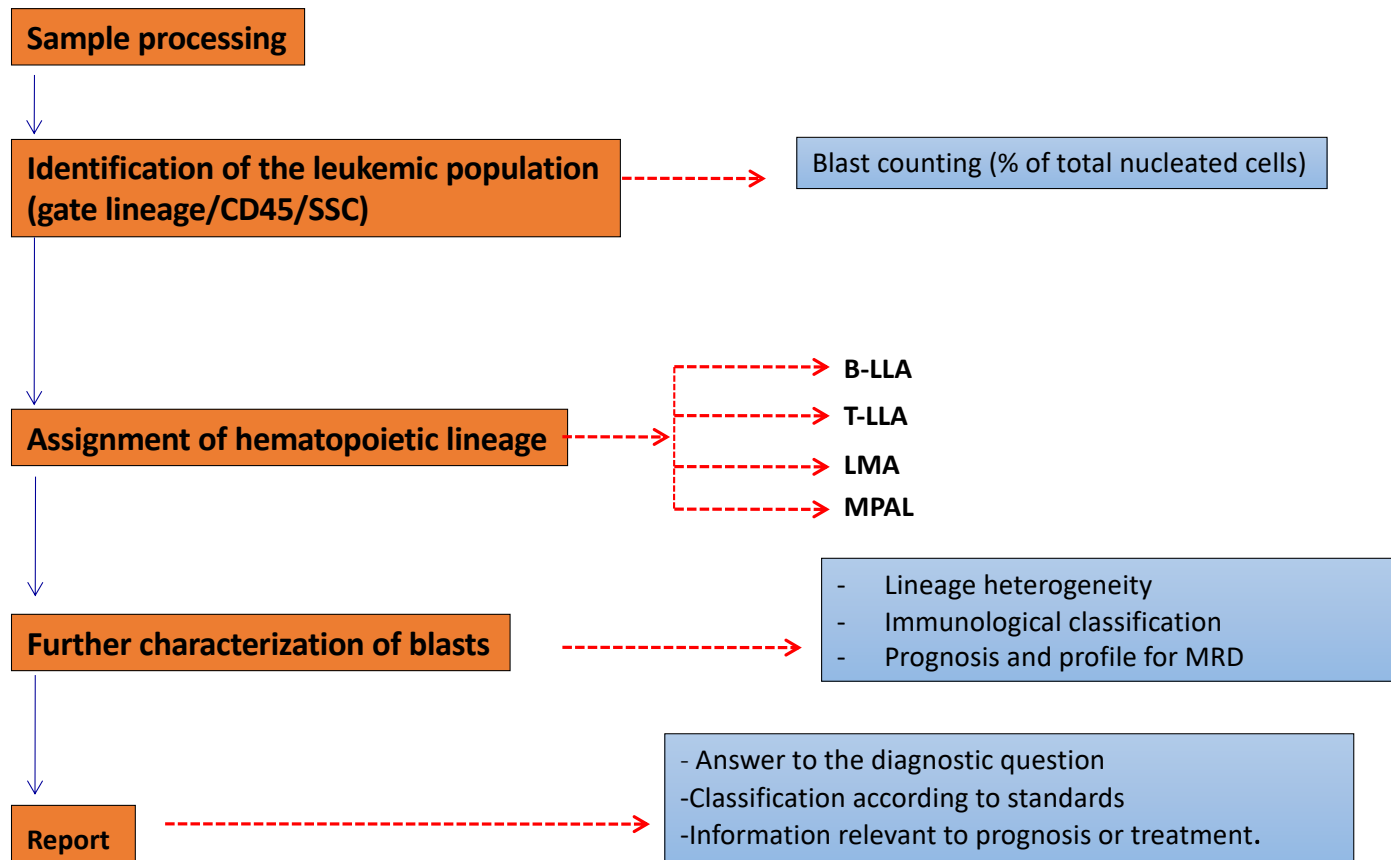 Sample processing
Identification of the leukemic population
(gate lineage/CD45/SSC)
Blast counting (% of total nucleated cells)
Assignment of hematopoietic lineage
B-LLA
T-LLA
LMA
MPAL
Further characterization of blasts
- Lineage heterogeneity
- Immunological classification
- Prognosis and profile for MRD
Report
- Answer to the diagnostic question
-Classification according to standards
-Information relevant to prognosis or treatment.